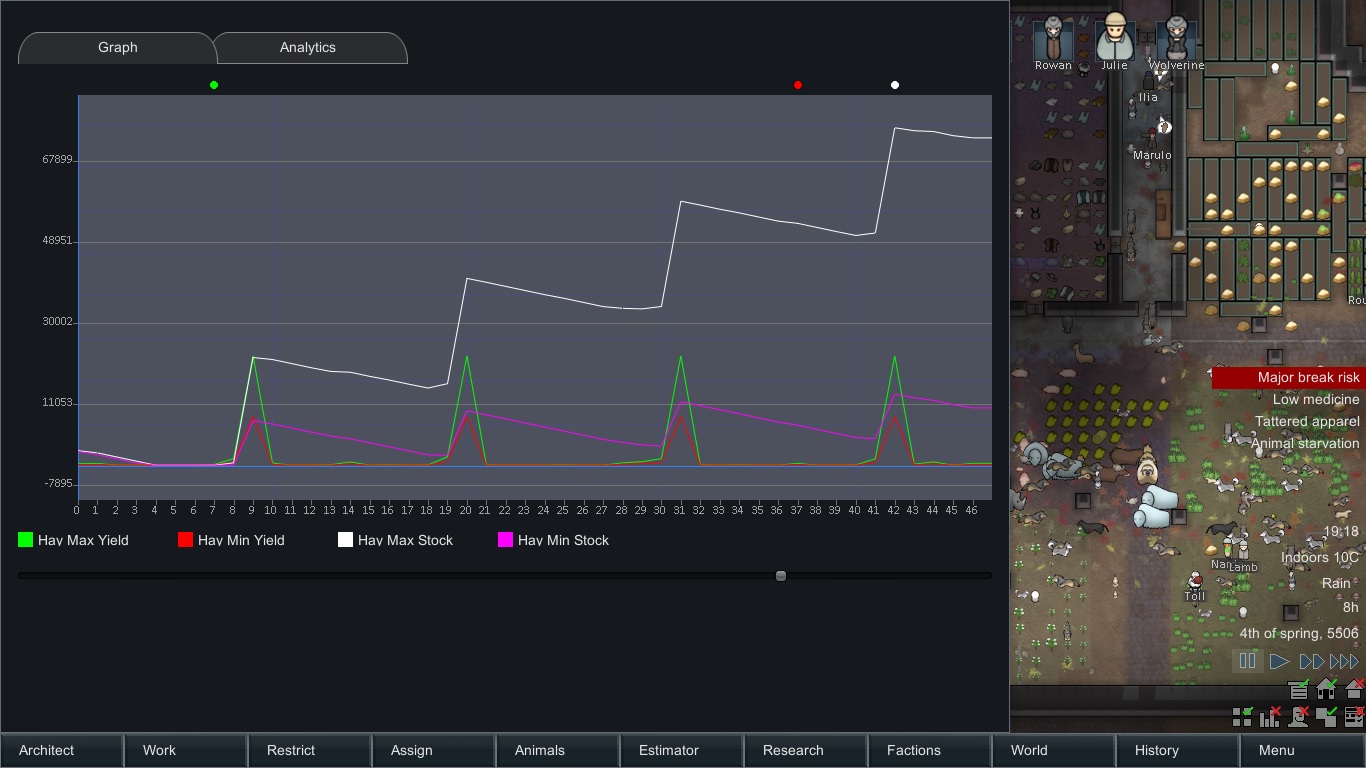 Graph Analytics
Rowan Julie Wolverine
Ilia
Marulo
67899
48951
30002
11053
-7895
0 1 2 3 4 5 6 7 8 9 10 11 12 13 14 15 16 17 18 19 20 21 22 23 24 25 26 27 28 29 30 31 32 33 34 35 36 37 38 39 40 41 42 43 44 45 46
Hay Max Yield Hay Min Yield Hay Max Stock Hay Min Stock
Rou
Major break risk
Low medicine
Tattered apparel
Animal starvation
19:18
Indoors 10C
Nar Lamb
Rain
Toll
8h
4th of spring, 5506
Architect Work Restrict Assign Animals Estimator Research Factions World History Menu